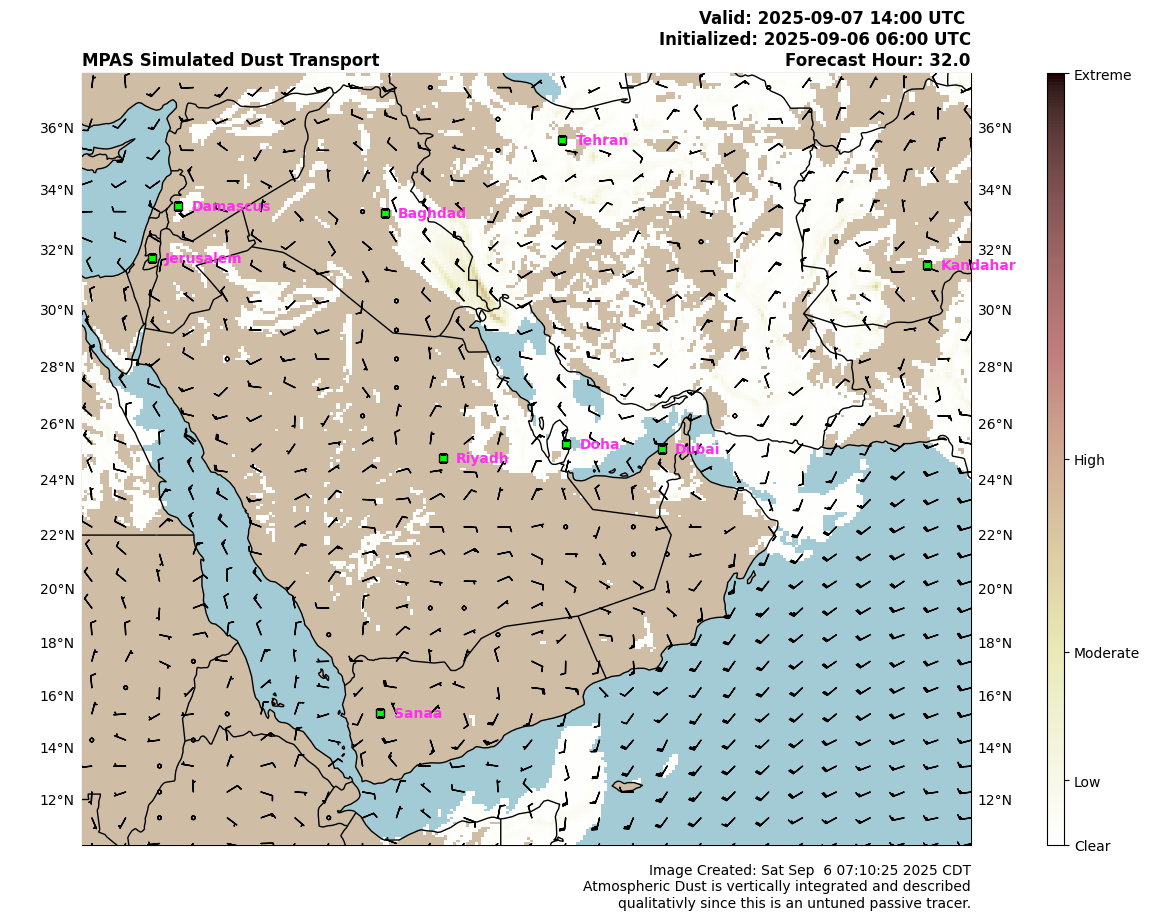 Valid: 2025-09-07 14:00 UTC
Initialized: 2025-09-06 06:00 UTC
MPAS Simulated Dust Transport
Forecast Hour: 32.0
Extreme
36°N
36°N
Tehran
34°N
34°N
Damascus
Baghdad
32°N
32°N
Jerusalem
Kandahar
30°N
30°N
28°N
28°N
26°N
26°N
Doha
Dubai
Riyadh
High
24°N
24°N
22°N
22°N
20°N
20°N
18°N
18°N
Moderate
16°N
16°N
Sanaa
14°N
14°N
12°N
12°N
Low
Clear
Image Created: Sat Sep  6 07:10:25 2025 CDT
Atmospheric Dust is vertically integrated and described
qualitativly since this is an untuned passive tracer.